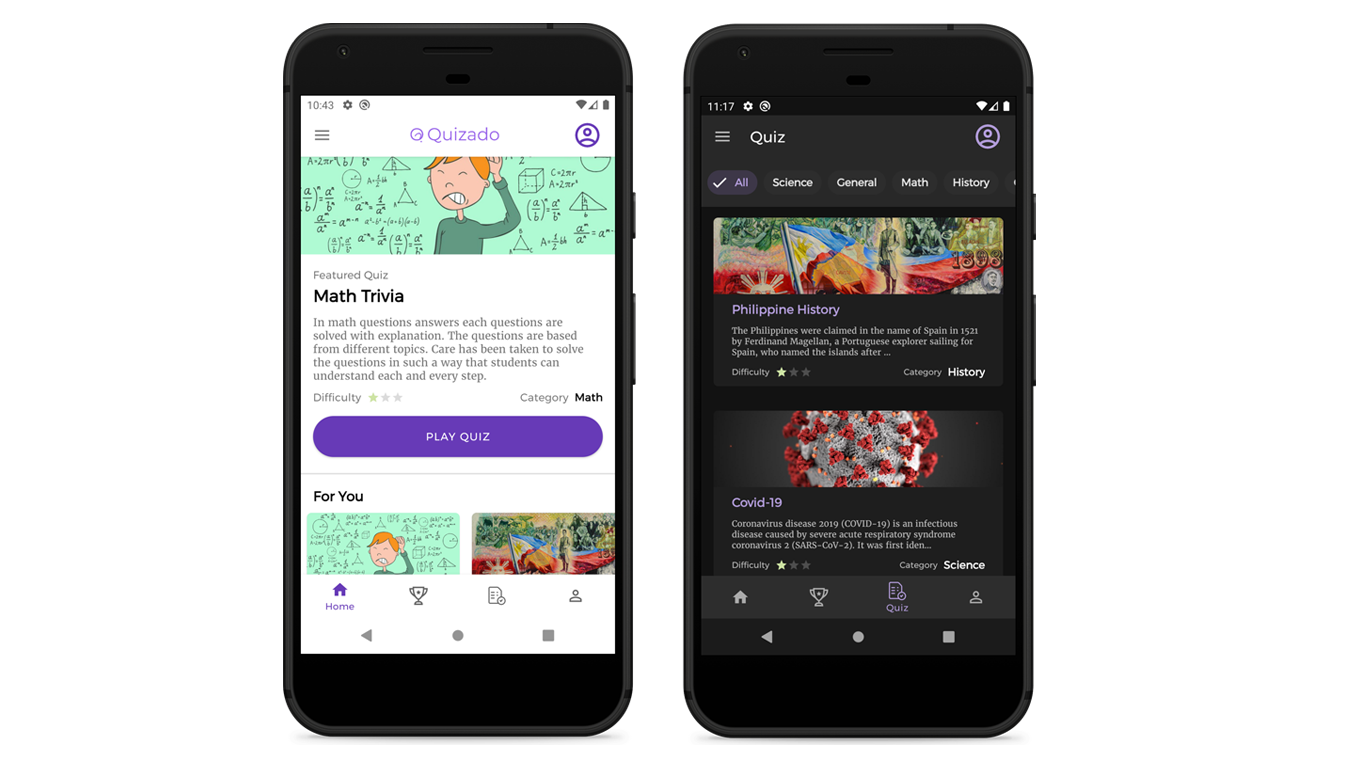 10:43
Quizado
A=2πr
Featured Quiz
Math Trivia
In math questions answers each questions are
solved with explanation. The questions are based
from different topics. Care has been taken to solve
the questions in such a way that students can
understand each and every step.
Difficulty
Category Math
PLAY QUIZ
For You
Home
11:17
Quiz
All Science General Math History
1898
Philippine History
The Philippines were claimed in the name of Spain in 1521
by Ferdinand Magellan, a Portuguese explorer sailing for
Spain, who named the islands after ...
Difficulty
Category History
Covid-19
Coronavirus disease 2019 (COVID-19) is an infectious
disease caused by severe acute respiratory syndrome
coronavirus 2 (SARS-CoV-2). It was first iden...
Difficulty
Category Science
Quiz